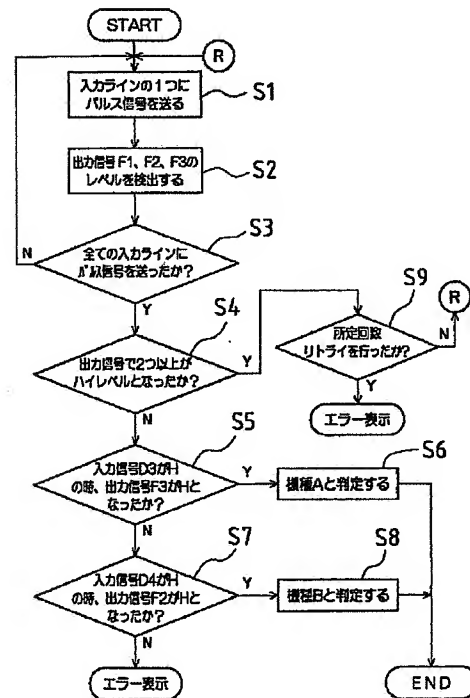 START
R
入力ラインの1つに
パルス信号を送る
S1
出力信号F1、F2、F3の
レベルを検出する
S2
全ての入力ラインに
パルス信号を送ったか?
S3
N
Y
出力信号で2つ以上が
ハイレベルとなったか?
S4
Y
N
所定回数
リトライを行ったか?
S9
N
R
Y
エラー表示
入力信号D3がH
の時、出力信号F3がHと
なったか?
S5
Y
N
機種Aと判定する
S6
入力信号D4がH
の時、出力信号F2がHと
なったか?
S7
Y
N
機種Bと判定する
S8
エラー表示
END